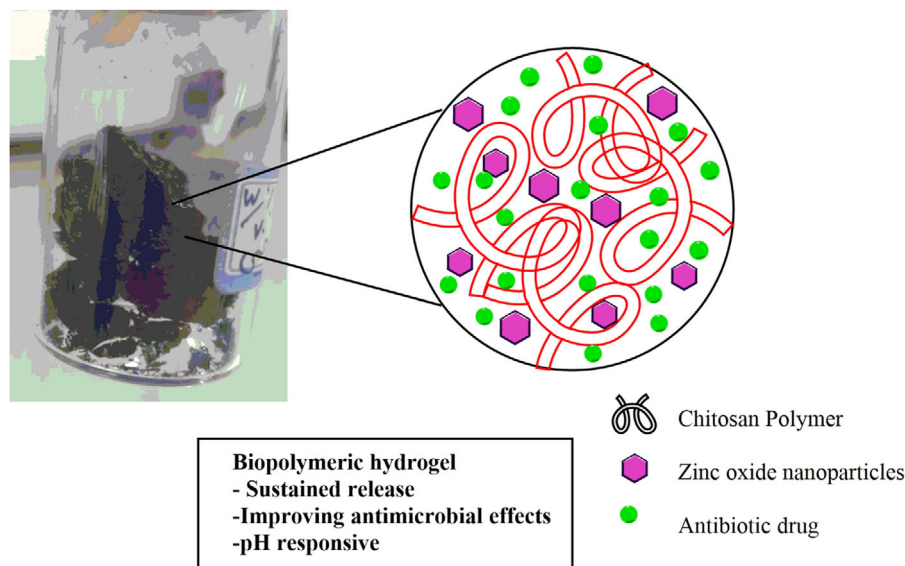 Chitosan Polymer
Zinc oxide nanoparticles
Antibiotic drug
Biopolymeric hydrogel
- Sustained release
-Improving antimicrobial effects
-pH responsive